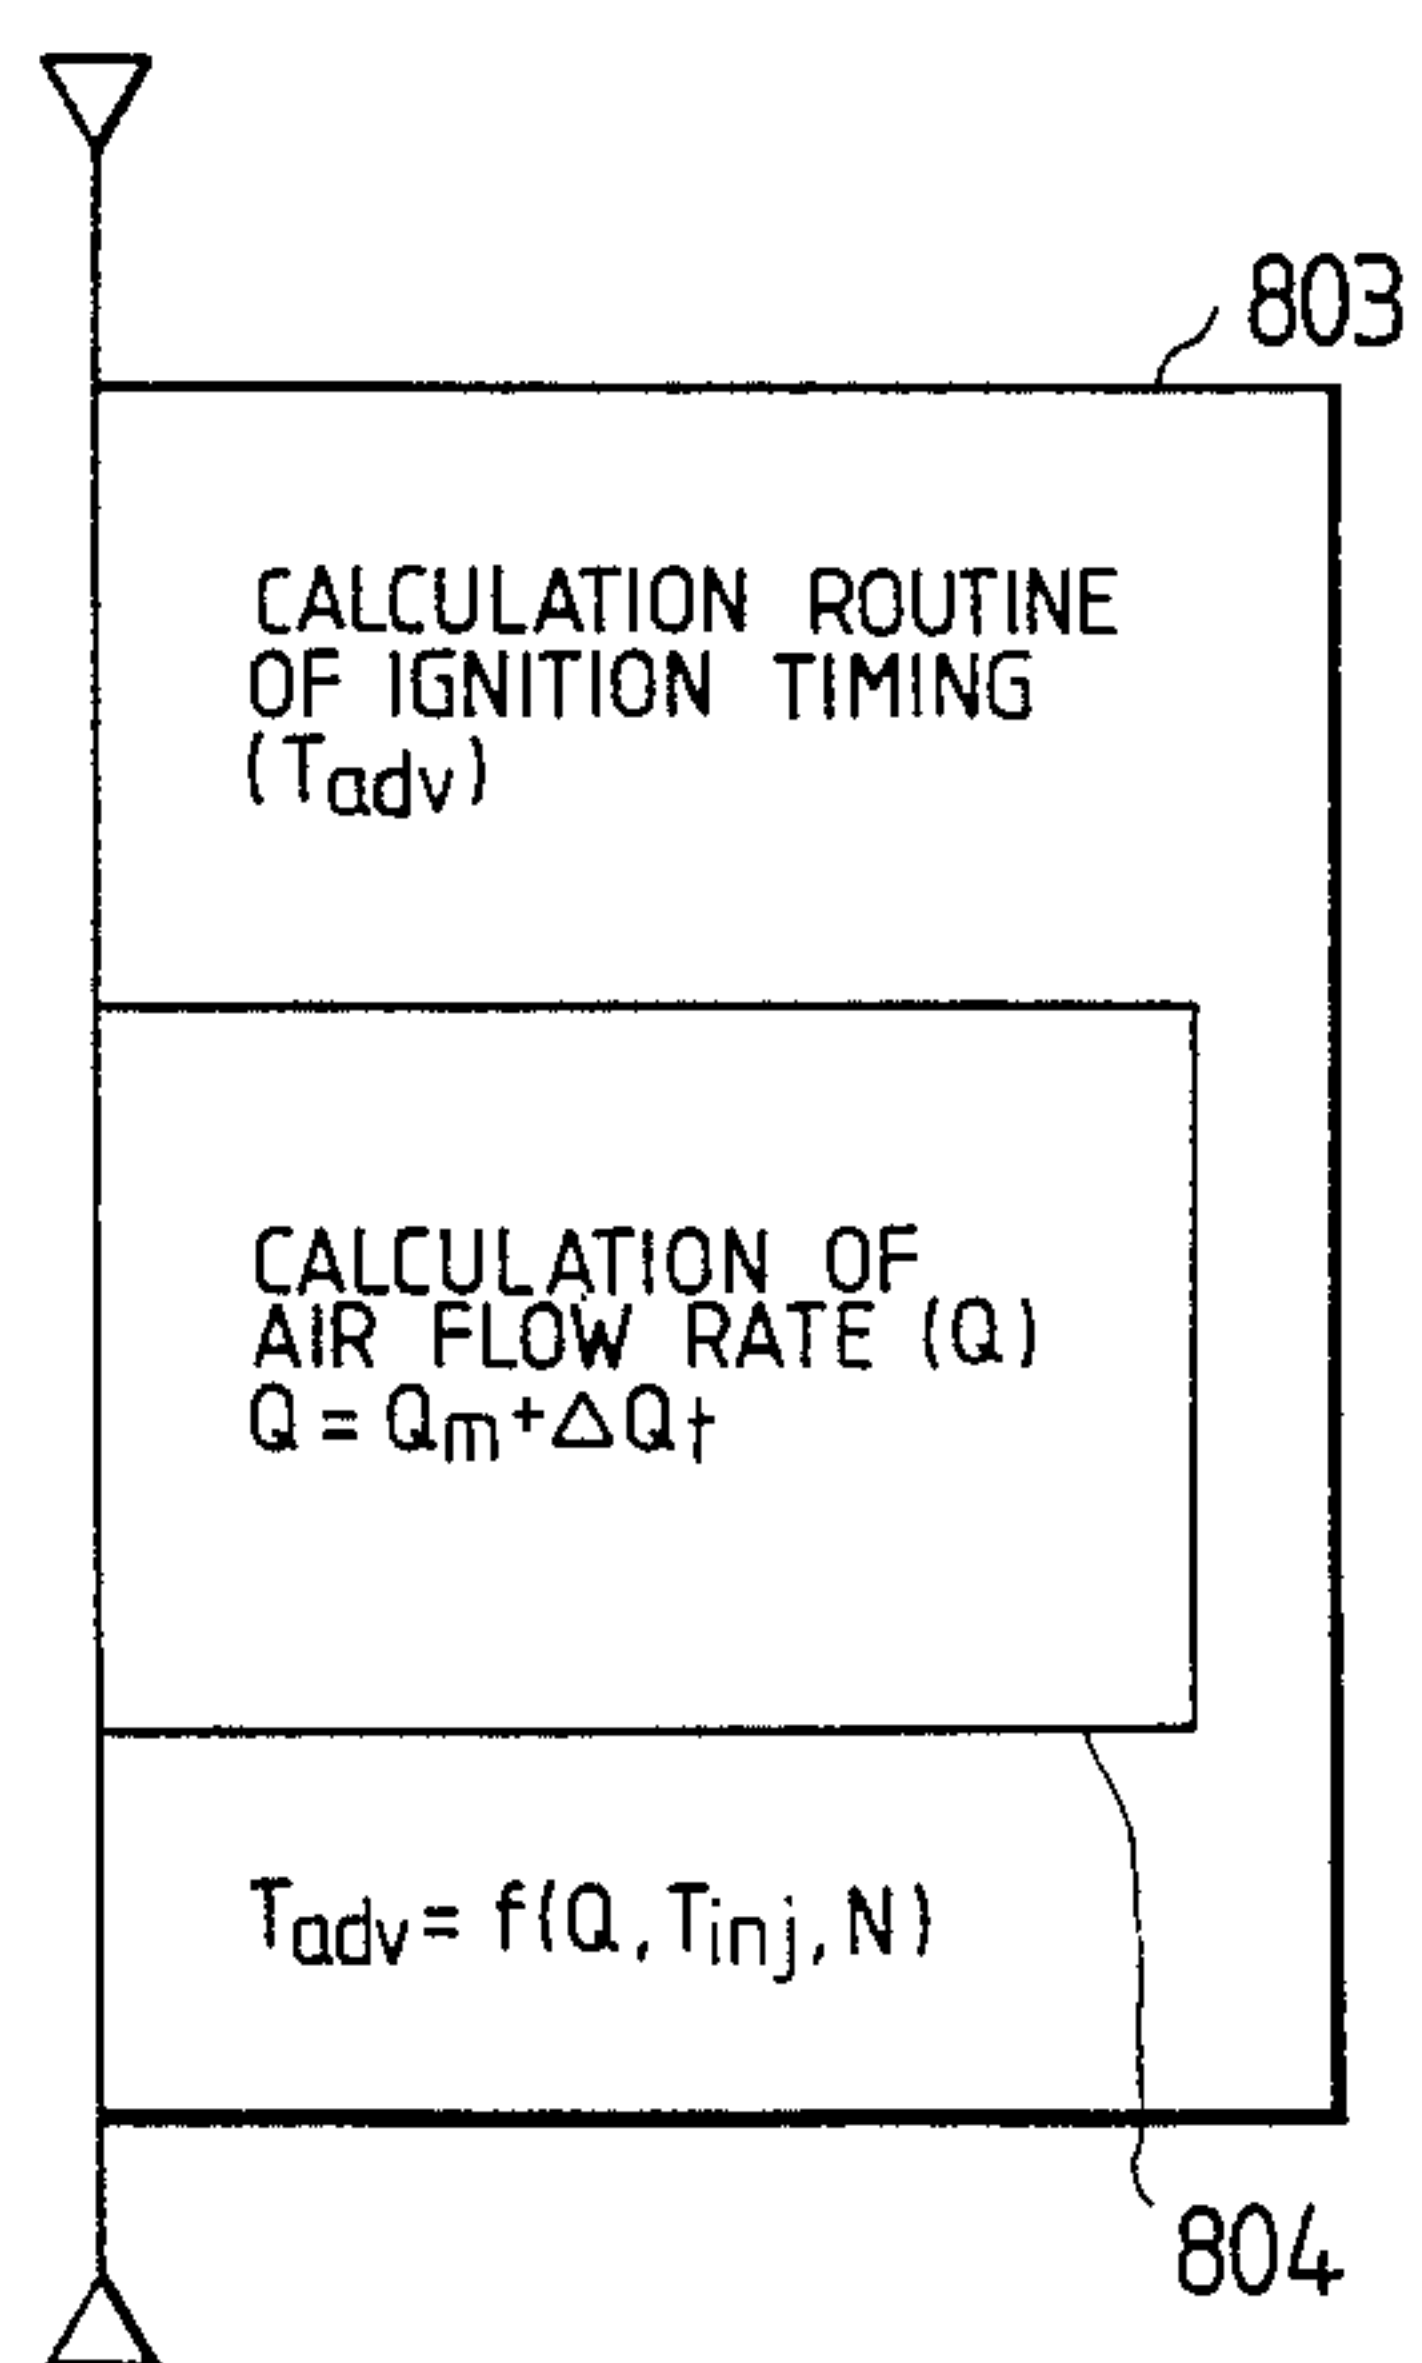 803
CALCULATION ROUTINE
OF IGNITION TIMING
(Tadv)
CALCULATION OF
AIR FLOW RATE (Q)
Q = Qm + ΔQt
Tadv = f(Q, Tinj, N)
804